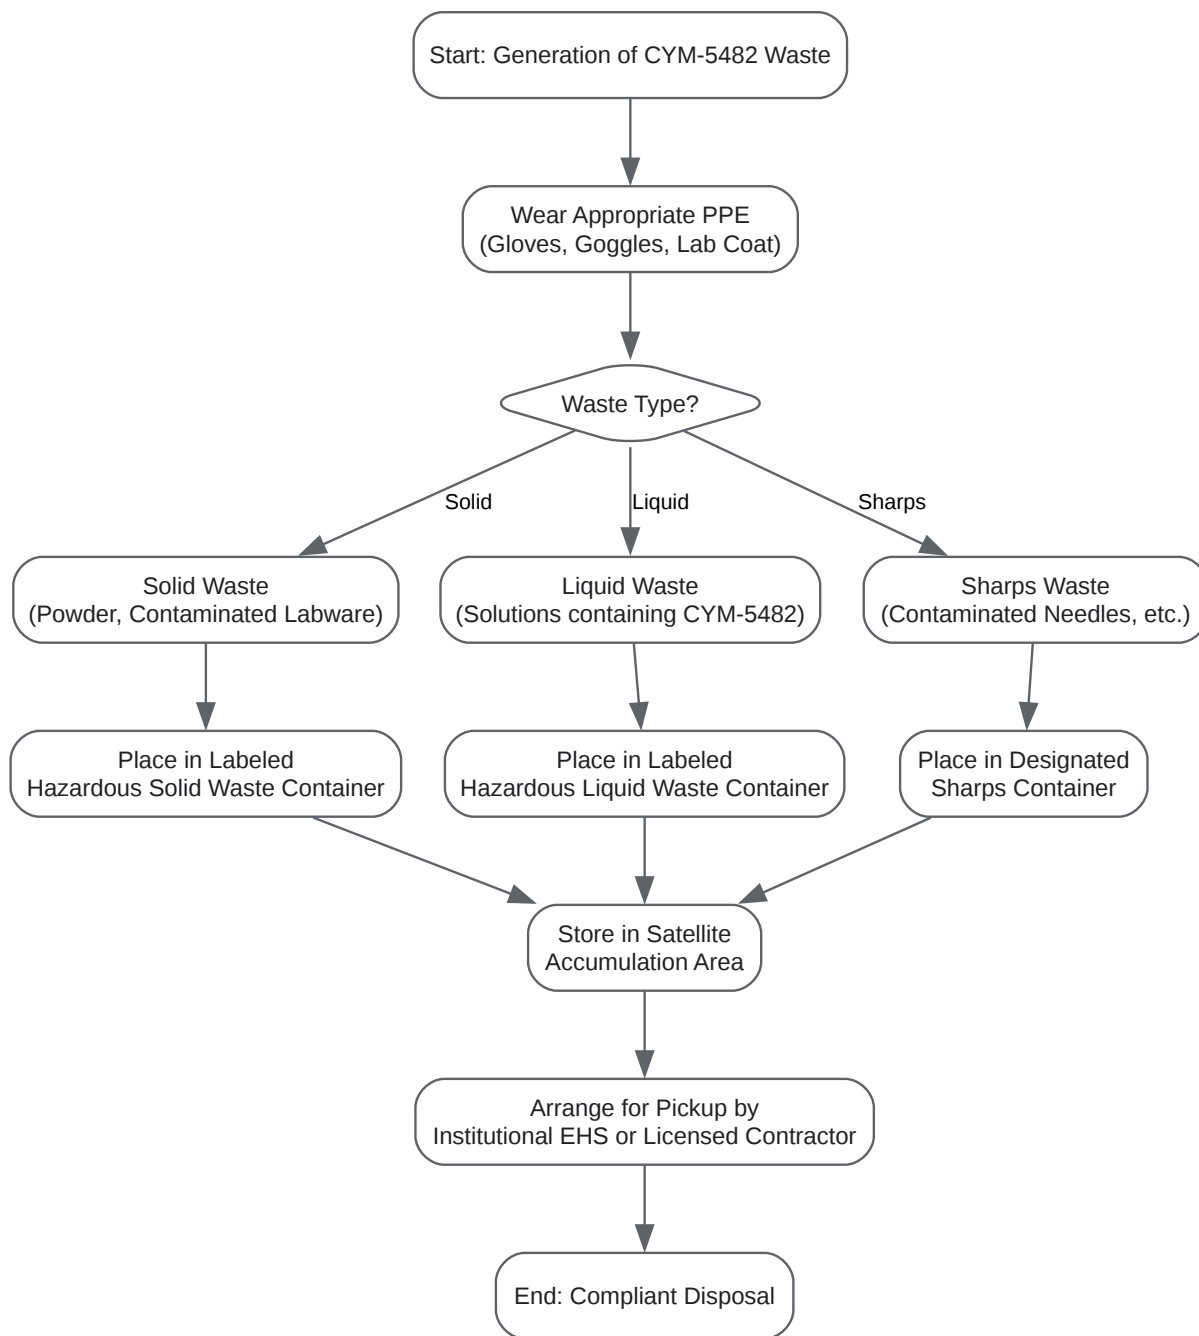 Start: Generation of CYM-5482 Waste
Wear Appropriate PPE
(Gloves, Goggles, Lab Coat)
Waste Type?
Solid
Liquid
Sharps
Solid Waste
(Powder, Contaminated Labware)
Liquid Waste
(Solutions containing CYM-5482)
Sharps Waste
(Contaminated Needles, etc.)
Place in Labeled
Hazardous Solid Waste Container
Place in Labeled
Hazardous Liquid Waste Container
Place in Designated
Sharps Container
Store in Satellite
Accumulation Area
Arrange for Pickup by
Institutional EHS or Licensed Contractor
End: Compliant Disposal